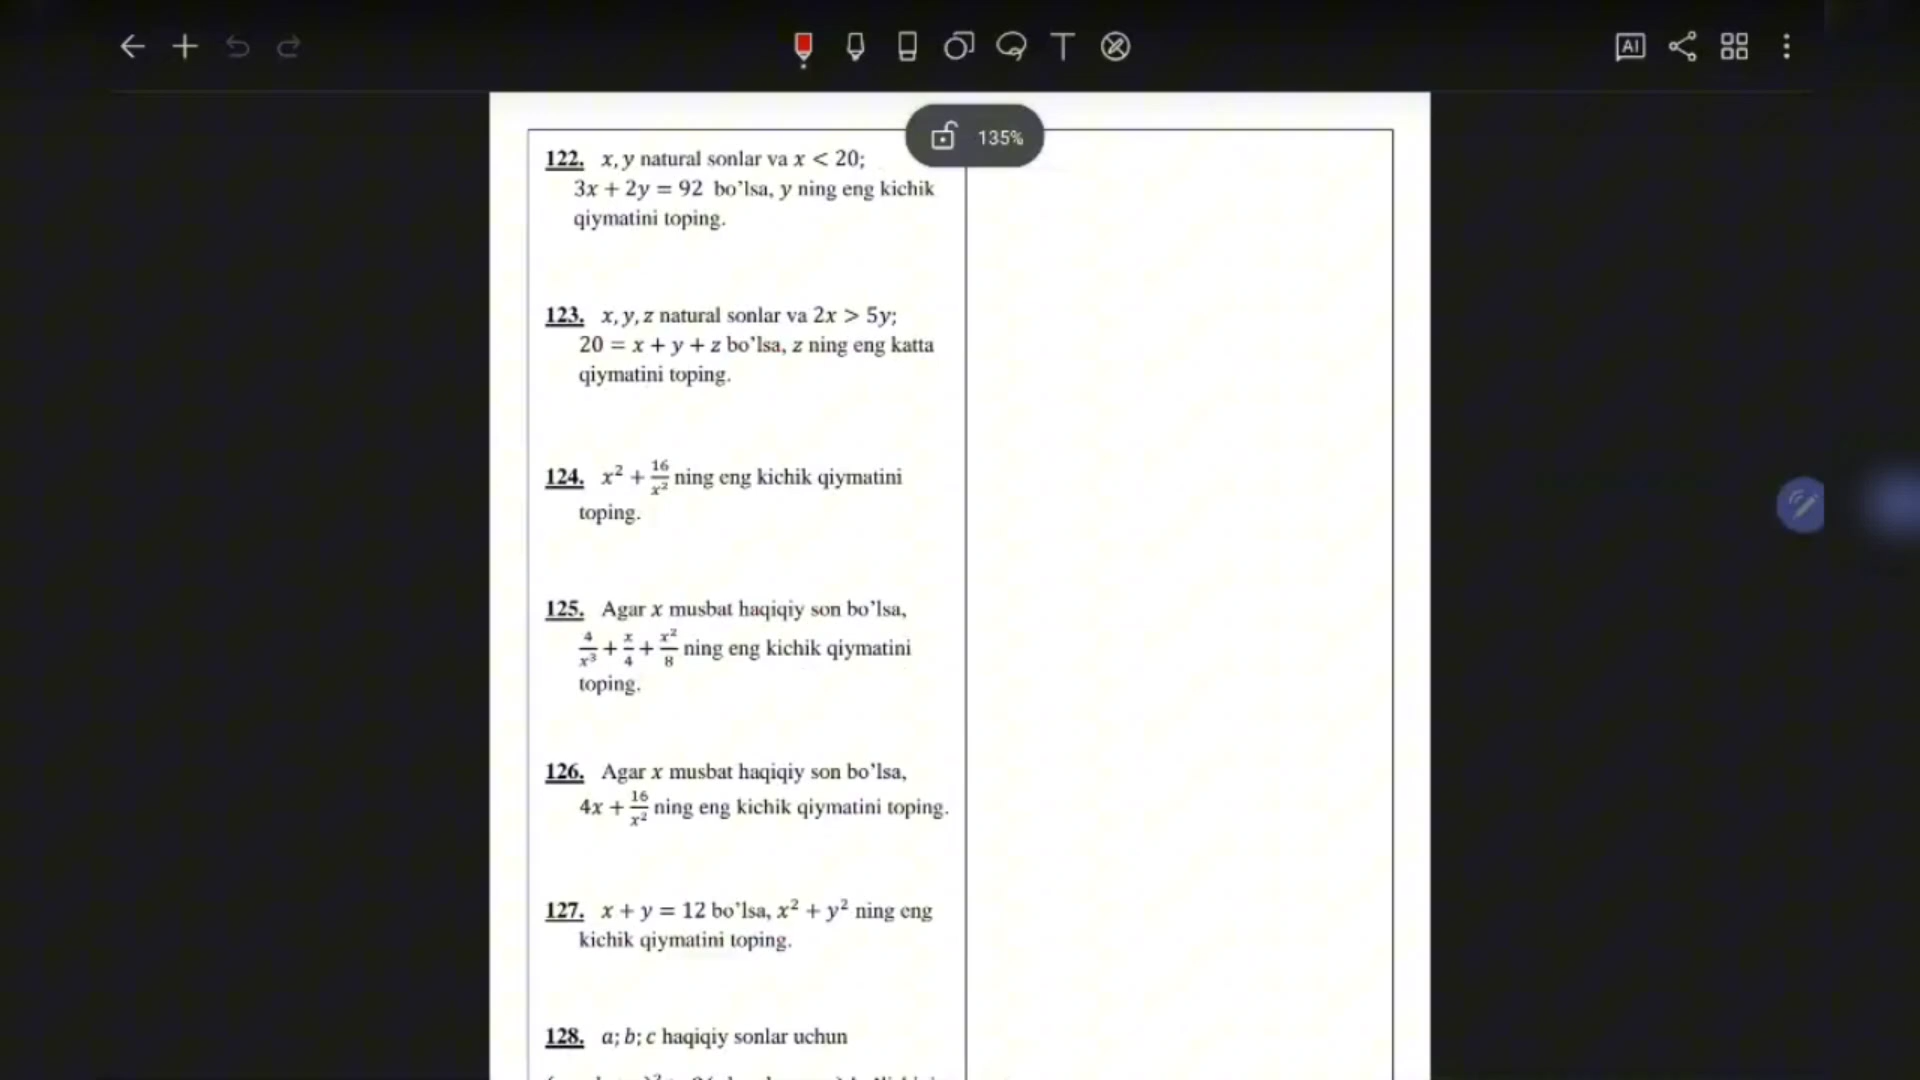 AI
135%
122. x, y natural sonlar va x < 20;
3x + 2y = 92 bo'lsa, y ning eng kichik
qiymatini toping.
123. x, y, z natural sonlar va 2x > 5y;
20 = x + y + z bo'lsa, z ning eng katta
qiymatini toping.
124. x² + 16/x² ning eng kichik qiymatini
toping.
125. Agar x musbat haqiqiy son bo'lsa,
4/x³ + x/4 + x²/8 ning eng kichik qiymatini
toping.
126. Agar x musbat haqiqiy son bo'lsa,
4x + 16/x² ning eng kichik qiymatini toping.
127. x + y = 12 bo'lsa, x² + y² ning eng
kichik qiymatini toping.
128. a; b; c haqiqiy sonlar uchun